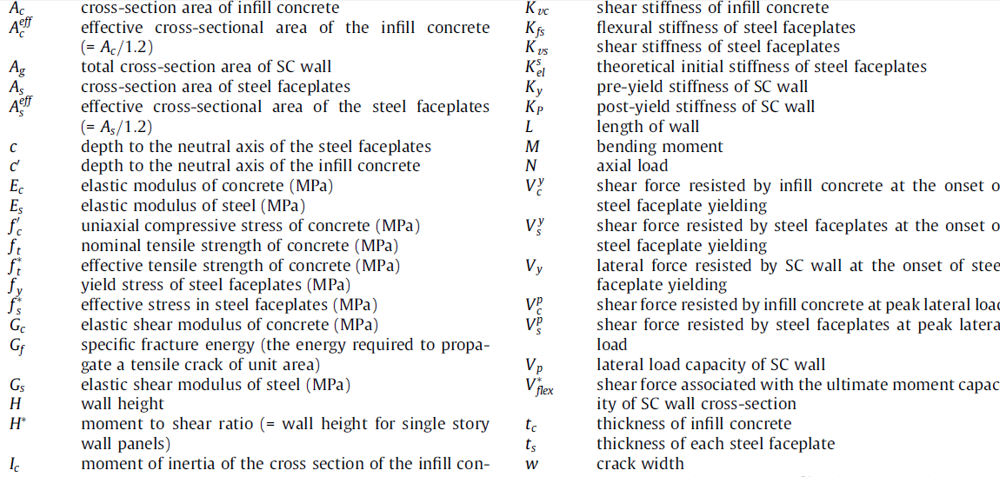 A_c cross-section area of infill concrete
A_c^eff effective cross-sectional area of the infill concrete
(= A_c/1.2)
A_g total cross-section area of SC wall
A_s cross-section area of steel faceplates
A_s^eff effective cross-sectional area of the steel faceplates
(= A_s/1.2)
c depth to the neutral axis of the steel faceplates
c′ depth to the neutral axis of the infill concrete
E_c elastic modulus of concrete (MPa)
E_s elastic modulus of steel (MPa)
f′_c uniaxial compressive stress of concrete (MPa)
f_t nominal tensile strength of concrete (MPa)
f_t^* effective tensile strength of concrete (MPa)
f_y yield stress of steel faceplates (MPa)
f_s^* effective stress in steel faceplates (MPa)
G_c elastic shear modulus of concrete (MPa)
G_f specific fracture energy (the energy required to propa-
gate a tensile crack of unit area)
G_s elastic shear modulus of steel (MPa)
H wall height
H* moment to shear ratio (= wall height for single story
wall panels)
I_c moment of inertia of the cross section of the infill con-
K_vc shear stiffness of infill concrete
K_fs flexural stiffness of steel faceplates
K_vs shear stiffness of steel faceplates
K_el^s theoretical initial stiffness of steel faceplates
K_y pre-yield stiffness of SC wall
K_P post-yield stiffness of SC wall
L length of wall
M bending moment
N axial load
V_c^y shear force resisted by infill concrete at the onset o
steel faceplate yielding
V_s^y shear force resisted by steel faceplates at the onset o
steel faceplate yielding
V_y lateral force resisted by SC wall at the onset of stee
faceplate yielding
V_c^p shear force resisted by infill concrete at peak lateral load
V_s^p shear force resisted by steel faceplates at peak latera
load
V_p lateral load capacity of SC wall
V_flex^* shear force associated with the ultimate moment capac
ity of SC wall cross-section
t_c thickness of infill concrete
t_s thickness of each steel faceplate
w crack width